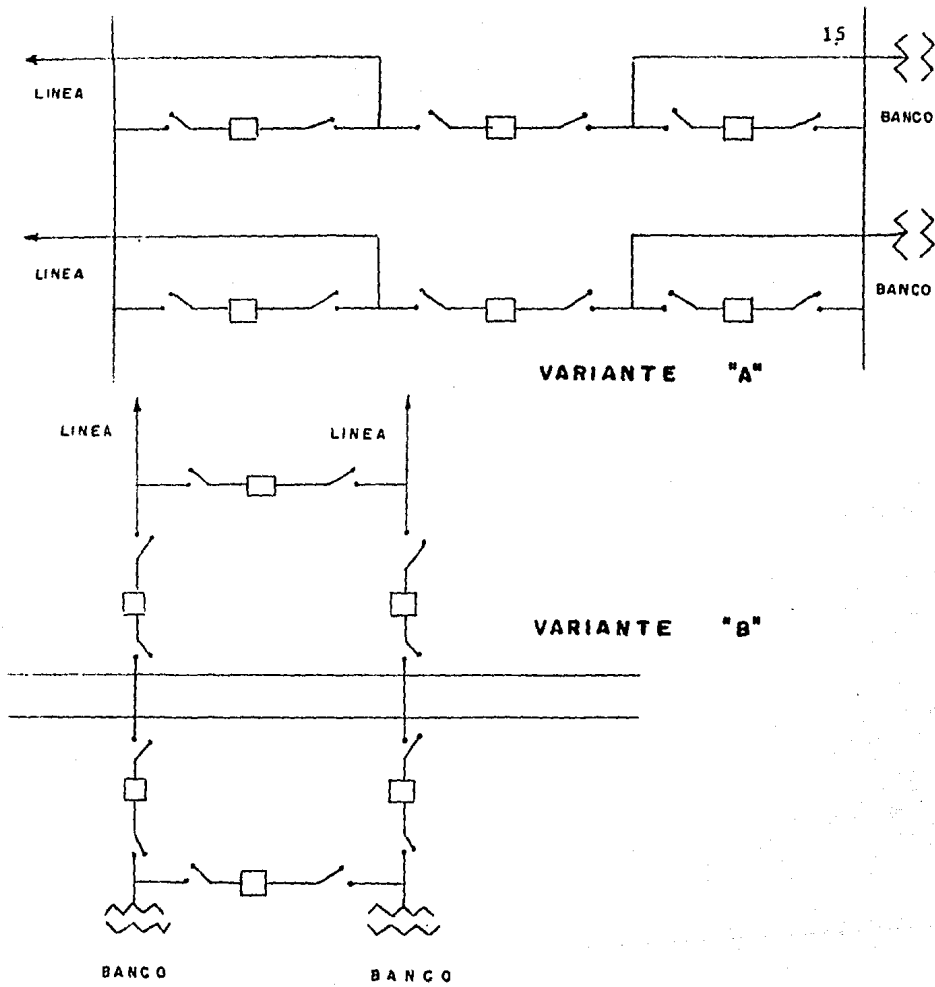 15
LINEA
BANCO
LINEA
BANCO
VARIANTE "A"
LINEA LINEA
VARIANTE "B"
BANCO BANCO